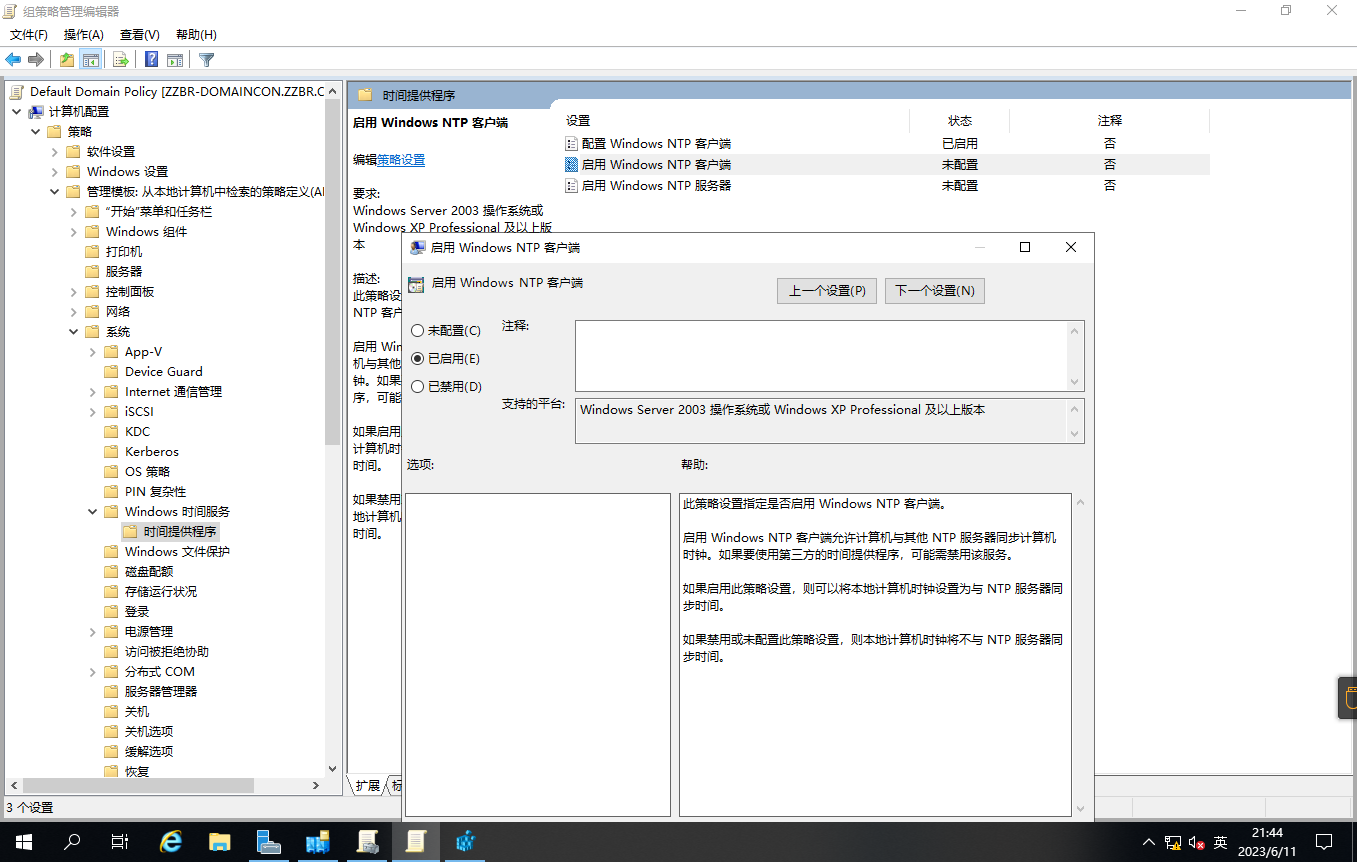 组策略管理编辑器
文件(F) 操作(A) 查看(V) 帮助(H)
Default Domain Policy [ZZBR-DOMAINCON.ZZBR.C
计算机配置
策略
软件设置
Windows 设置
管理模板: 从本地计算机中检索的策略定义(AI
"开始"菜单和任务栏
Windows 组件
打印机
服务器
控制面板
网络
系统
App-V
Device Guard
Internet 通信管理
iSCSI
KDC
Kerberos
OS 策略
PIN 复杂性
Windows 时间服务
时间提供程序
Windows 文件保护
磁盘配额
存储运行状况
登录
电源管理
访问被拒绝协助
分布式 COM
服务器管理器
关机
关机选项
缓解选项
恢复
3 个设置
时间提供程序
启用 Windows NTP 客户端
编辑策略设置
要求:
Windows Server 2003 操作系统或
Windows XP Professional 及以上版
本
描述:
此策略设
NTP 客户
启用 Win
机与其他
钟。如果
序，可能
如果启用
计算机时
时间。
如果禁用
地计算机
时间。
设置 状态 注释
配置 Windows NTP 客户端 已启用 否
启用 Windows NTP 客户端 未配置 否
启用 Windows NTP 服务器 未配置 否
扩展 标
启用 Windows NTP 客户端
启用 Windows NTP 客户端
上一个设置(P) 下一个设置(N)
未配置(C) 注释:
已启用(E)
已禁用(D)
支持的平台: Windows Server 2003 操作系统或 Windows XP Professional 及以上版本
选项: 帮助:
此策略设置指定是否启用 Windows NTP 客户端。
启用 Windows NTP 客户端允许计算机与其他 NTP 服务器同步计算机
时钟。如果要使用第三方的时间提供程序，可能需禁用该服务。
如果启用此策略设置，则可以将本地计算机时钟设置为与 NTP 服务器同
步时间。
如果禁用或未配置此策略设置，则本地计算机时钟将不与 NTP 服务器同
步时间。
英
21:44
2023/6/11